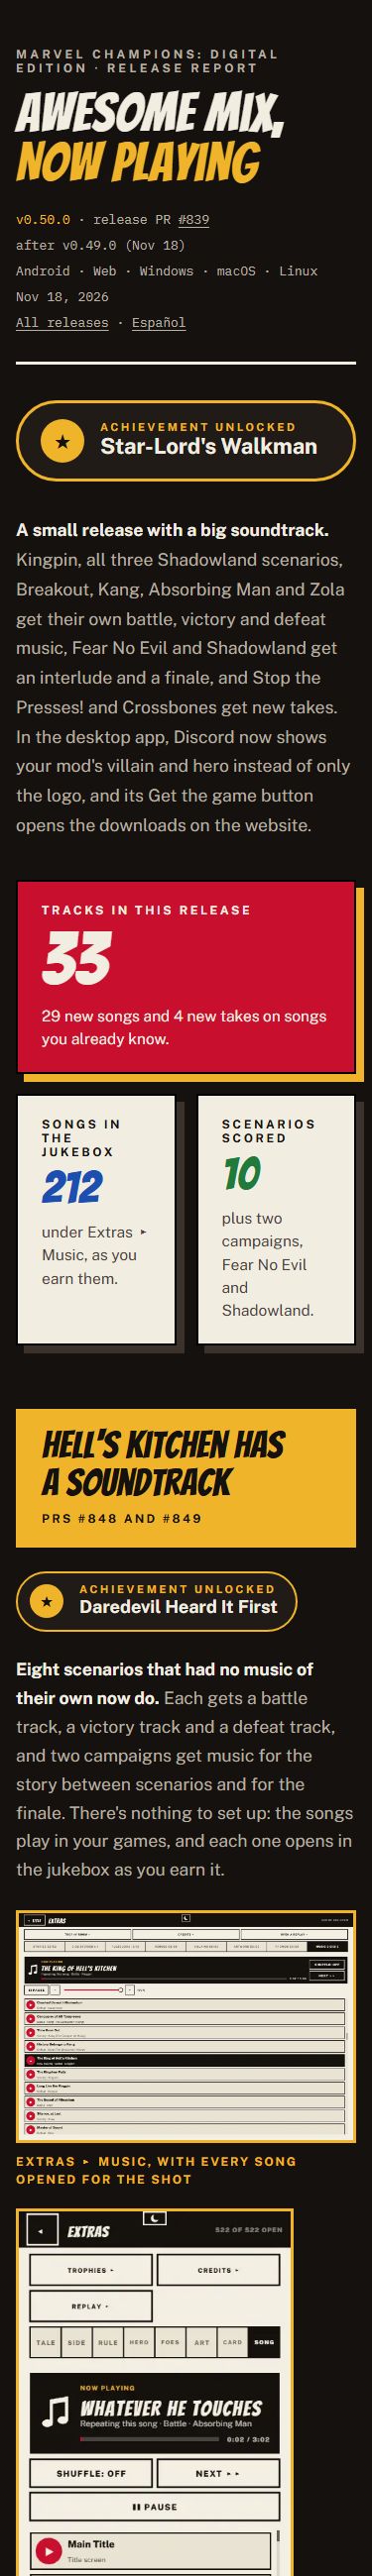 MARVEL CHAMPIONS: DIGITAL
EDITION · RELEASE REPORT
AWESOME MIX,
NOW PLAYING
v0.50.0 · release PR #839
after v0.49.0 (Nov 18)
Android · Web · Windows · macOS · Linux
Nov 18, 2026
All releases · Español
★
ACHIEVEMENT UNLOCKED
Star-Lord's Walkman
A small release with a big soundtrack.
Kingpin, all three Shadowland scenarios,
Breakout, Kang, Absorbing Man and Zola
get their own battle, victory and defeat
music, Fear No Evil and Shadowland get
an interlude and a finale, and Stop the
Presses! and Crossbones get new takes.
In the desktop app, Discord now shows
your mod's villain and hero instead of only
the logo, and its Get the game button
opens the downloads on the website.
TRACKS IN THIS RELEASE
33
29 new songs and 4 new takes on songs
you already know.
SONGS IN
THE
JUKEBOX
212
under Extras ▸
Music, as you
earn them.
SCENARIOS
SCORED
10
plus two
campaigns,
Fear No Evil
and
Shadowland.
HELL'S KITCHEN HAS
A SOUNDTRACK
PRS #848 AND #849
★
ACHIEVEMENT UNLOCKED
Daredevil Heard It First
Eight scenarios that had no music of
their own now do. Each gets a battle
track, a victory track and a defeat track,
and two campaigns get music for the
story between scenarios and for the
finale. There's nothing to set up: the songs
play in your games, and each one opens in
the jukebox as you earn it.
EXTRAS
THE KING OF HELL'S KITCHEN
EXTRAS ▸ MUSIC, WITH EVERY SONG
OPENED FOR THE SHOT
EXTRAS
522 OF 522 OPEN
TROPHIES ▸
CREDITS ▸
REPLAY ▸
TALE SIDE RULE HERO FOES ART CARD SONG
NOW PLAYING
WHATEVER HE TOUCHES
Repeating this song · Battle · Absorbing Man
0:02 / 3:02
SHUFFLE: OFF
NEXT ▸▸
PAUSE
Main Title
Title screen